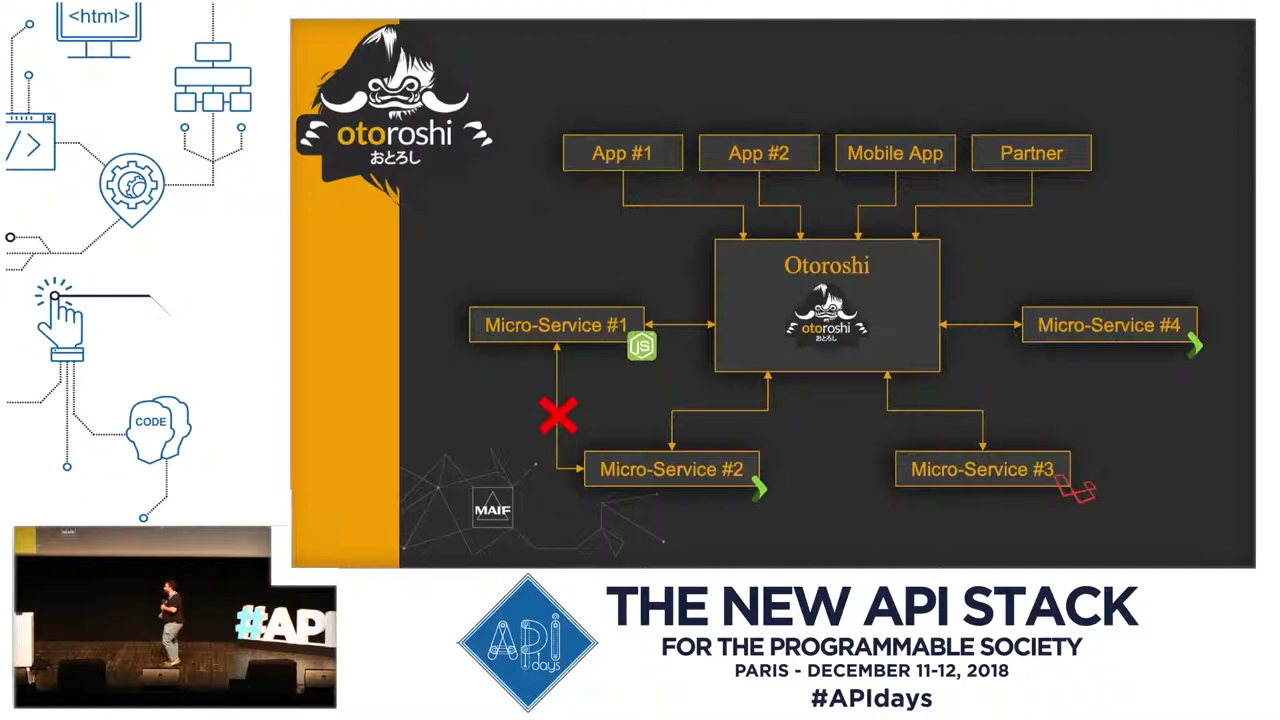 <html>
</>
CODE
otoroshi
おとろし
App #1
App #2
Mobile App
Partner
Otoroshi
otoroshi
おとろし
Micro-Service #1
JS
Micro-Service #4
Micro-Service #2
Micro-Service #3
MAIF
MAIF
#API
API
days
THE NEW API STACK
FOR THE PROGRAMMABLE SOCIETY
PARIS - DECEMBER 11-12, 2018
#APIdays